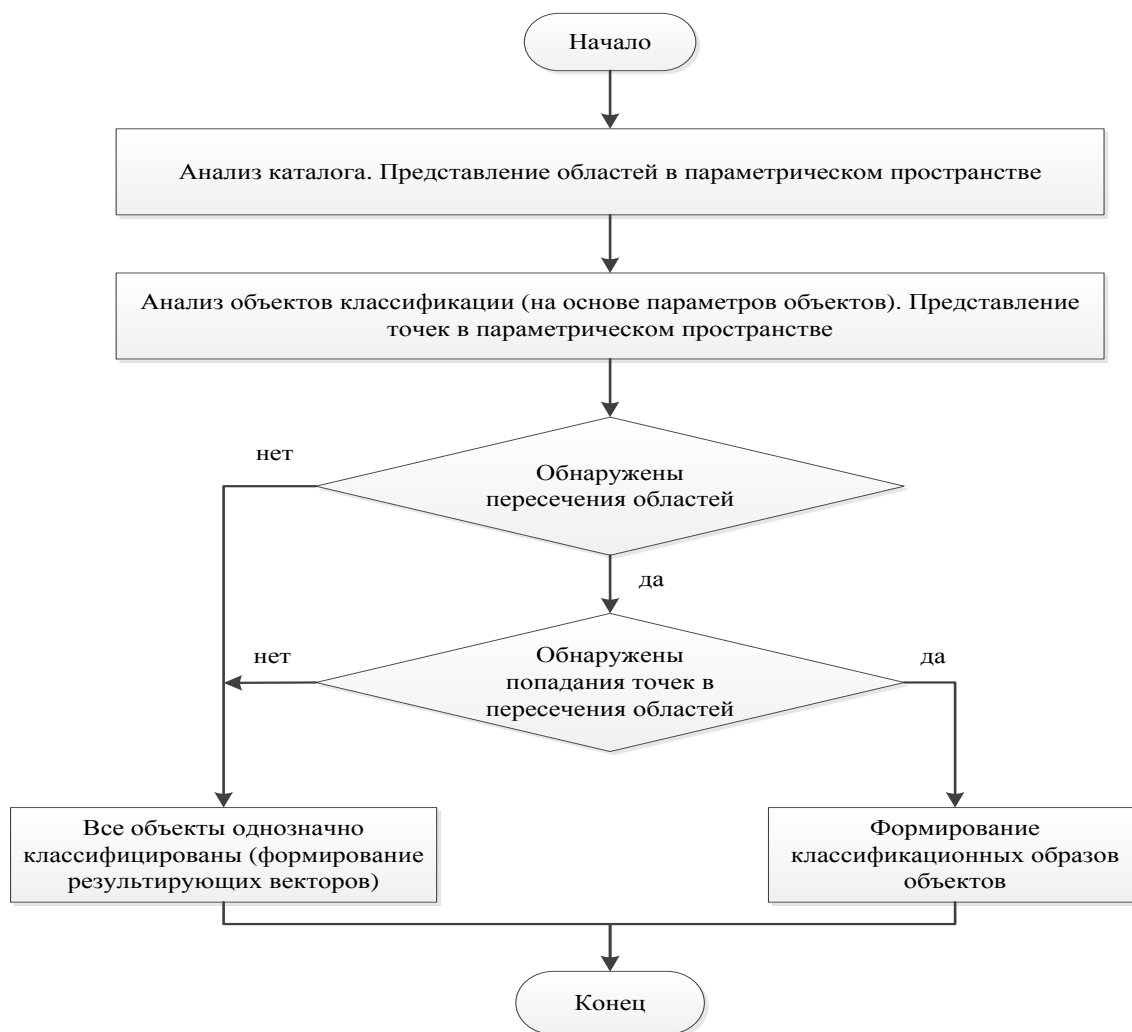 Начало
Анализ каталога. Представление областей в параметрическом пространстве
Анализ объектов классификации (на основе параметров объектов). Представление
точек в параметрическом пространстве
нет
Обнаружены
пересечения областей
да
нет
Обнаружены
попадания точек в
пересечения областей
да
Все объекты однозначно
классифицированы (формирование
результирующих векторов)
Формирование
классификационных образов
объектов
Конец